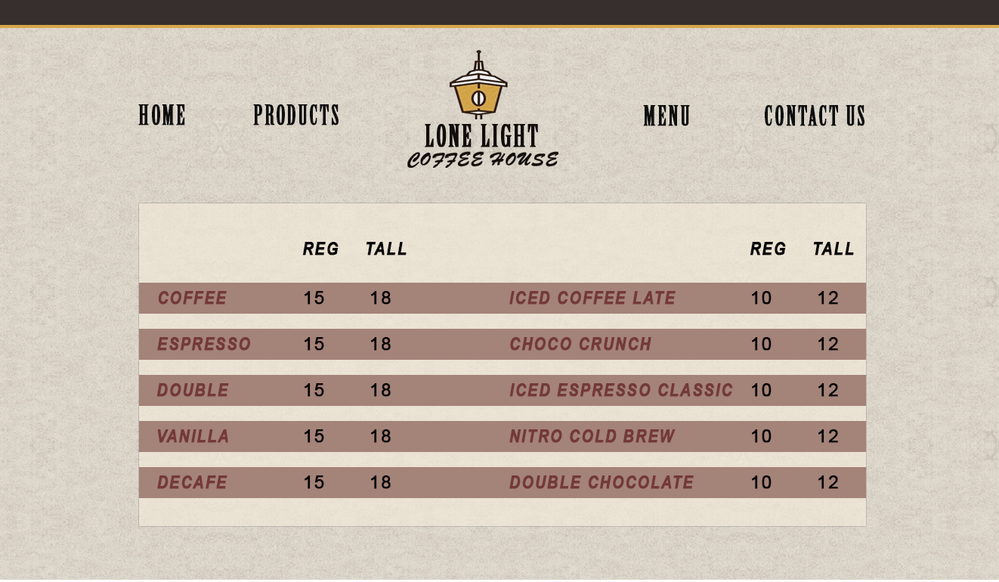 HOME PRODUCTS MENU CONTACT US
LONE LIGHT
COFFEE HOUSE
REG TALL REG TALL
COFFEE 15 18 ICED COFFEE LATE 10 12
ESPRESSO 15 18 CHOCO CRUNCH 10 12
DOUBLE 15 18 ICED ESPRESSO CLASSIC 10 12
VANILLA 15 18 NITRO COLD BREW 10 12
DECAFE 15 18 DOUBLE CHOCOLATE 10 12